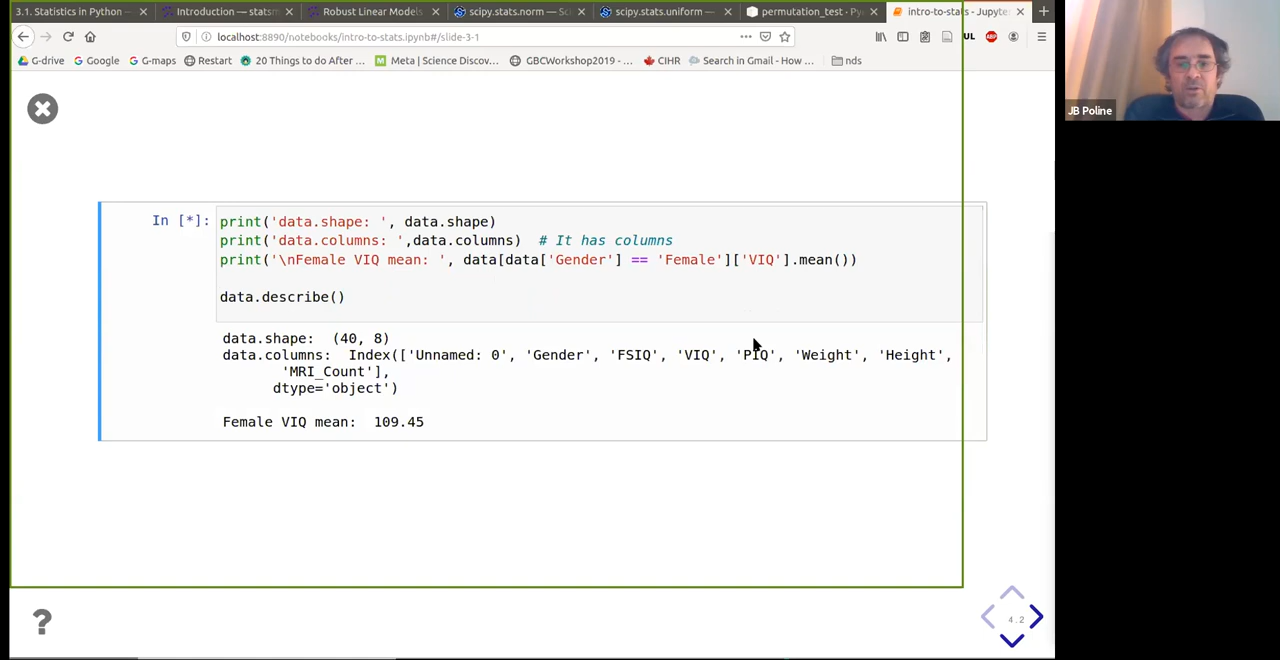 3.1. Statistics in Python —
Introduction — statsm
Robust Linear Models
scipy.stats.norm — Sc
scipy.stats.uniform —
permutation_test - Py
intro-to-stats - Jupyte
localhost:8890/notebooks/intro-to-stats.ipynb#/slide-3-1
UL
ABP
G-drive
Google
G-maps
Restart
20 Things to do After ...
Meta | Science Discov...
GBCWorkshop2019 - ...
CIHR
Search in Gmail - How ...
nds
JB Poline
In [*]: print('data.shape: ', data.shape)
print('data.columns: ',data.columns)  # It has columns
print('\nFemale VIQ mean: ', data[data['Gender'] == 'Female']['VIQ'].mean())
data.describe()
data.shape:  (40, 8)
data.columns:  Index(['Unnamed: 0', 'Gender', 'FSIQ', 'VIQ', 'PIQ', 'Weight', 'Height',
'MRI_Count'],
dtype='object')
Female VIQ mean:  109.45
?
4.2